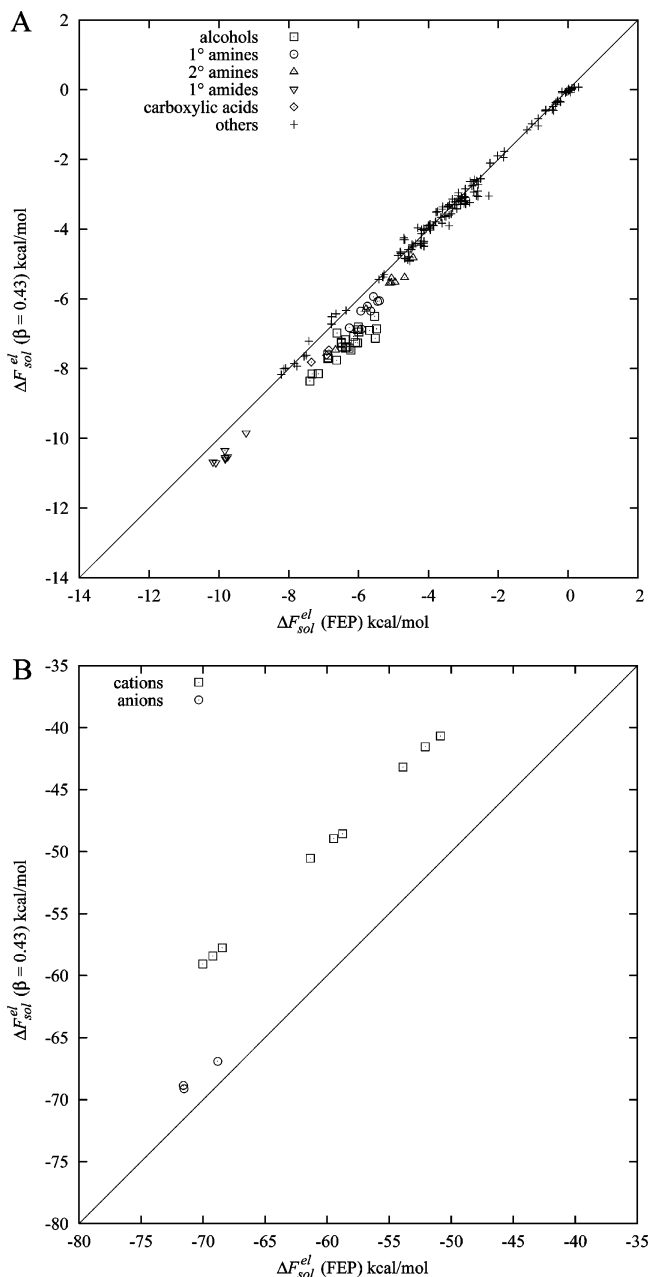 A
alcohols
1° amines
2° amines
1° amides
carboxylic acids
others
2
0
-2
-4
-6
-8
-10
-12
-14
ΔF_sol^el (β = 0.43) kcal/mol
-14 -12 -10 -8 -6 -4 -2 0 2
ΔF_sol^el (FEP) kcal/mol
B
cations
anions
-35
-40
-45
-50
-55
-60
-65
-70
-75
-80
ΔF_sol^el (β = 0.43) kcal/mol
-80 -75 -70 -65 -60 -55 -50 -45 -40 -35
ΔF_sol^el (FEP) kcal/mol